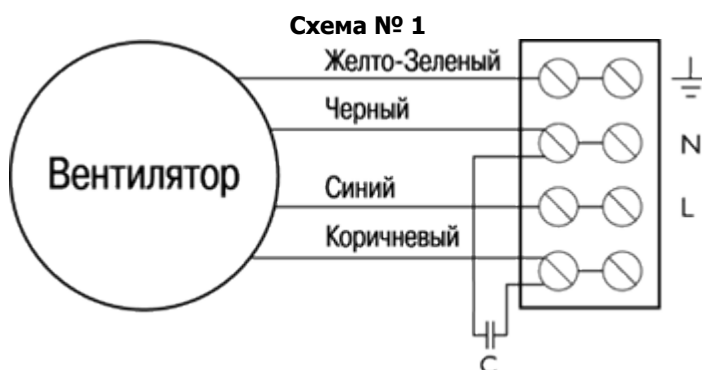 Схема № 1
Желто-Зеленый
Черный
N
Вентилятор
Синий
L
Коричневый
C